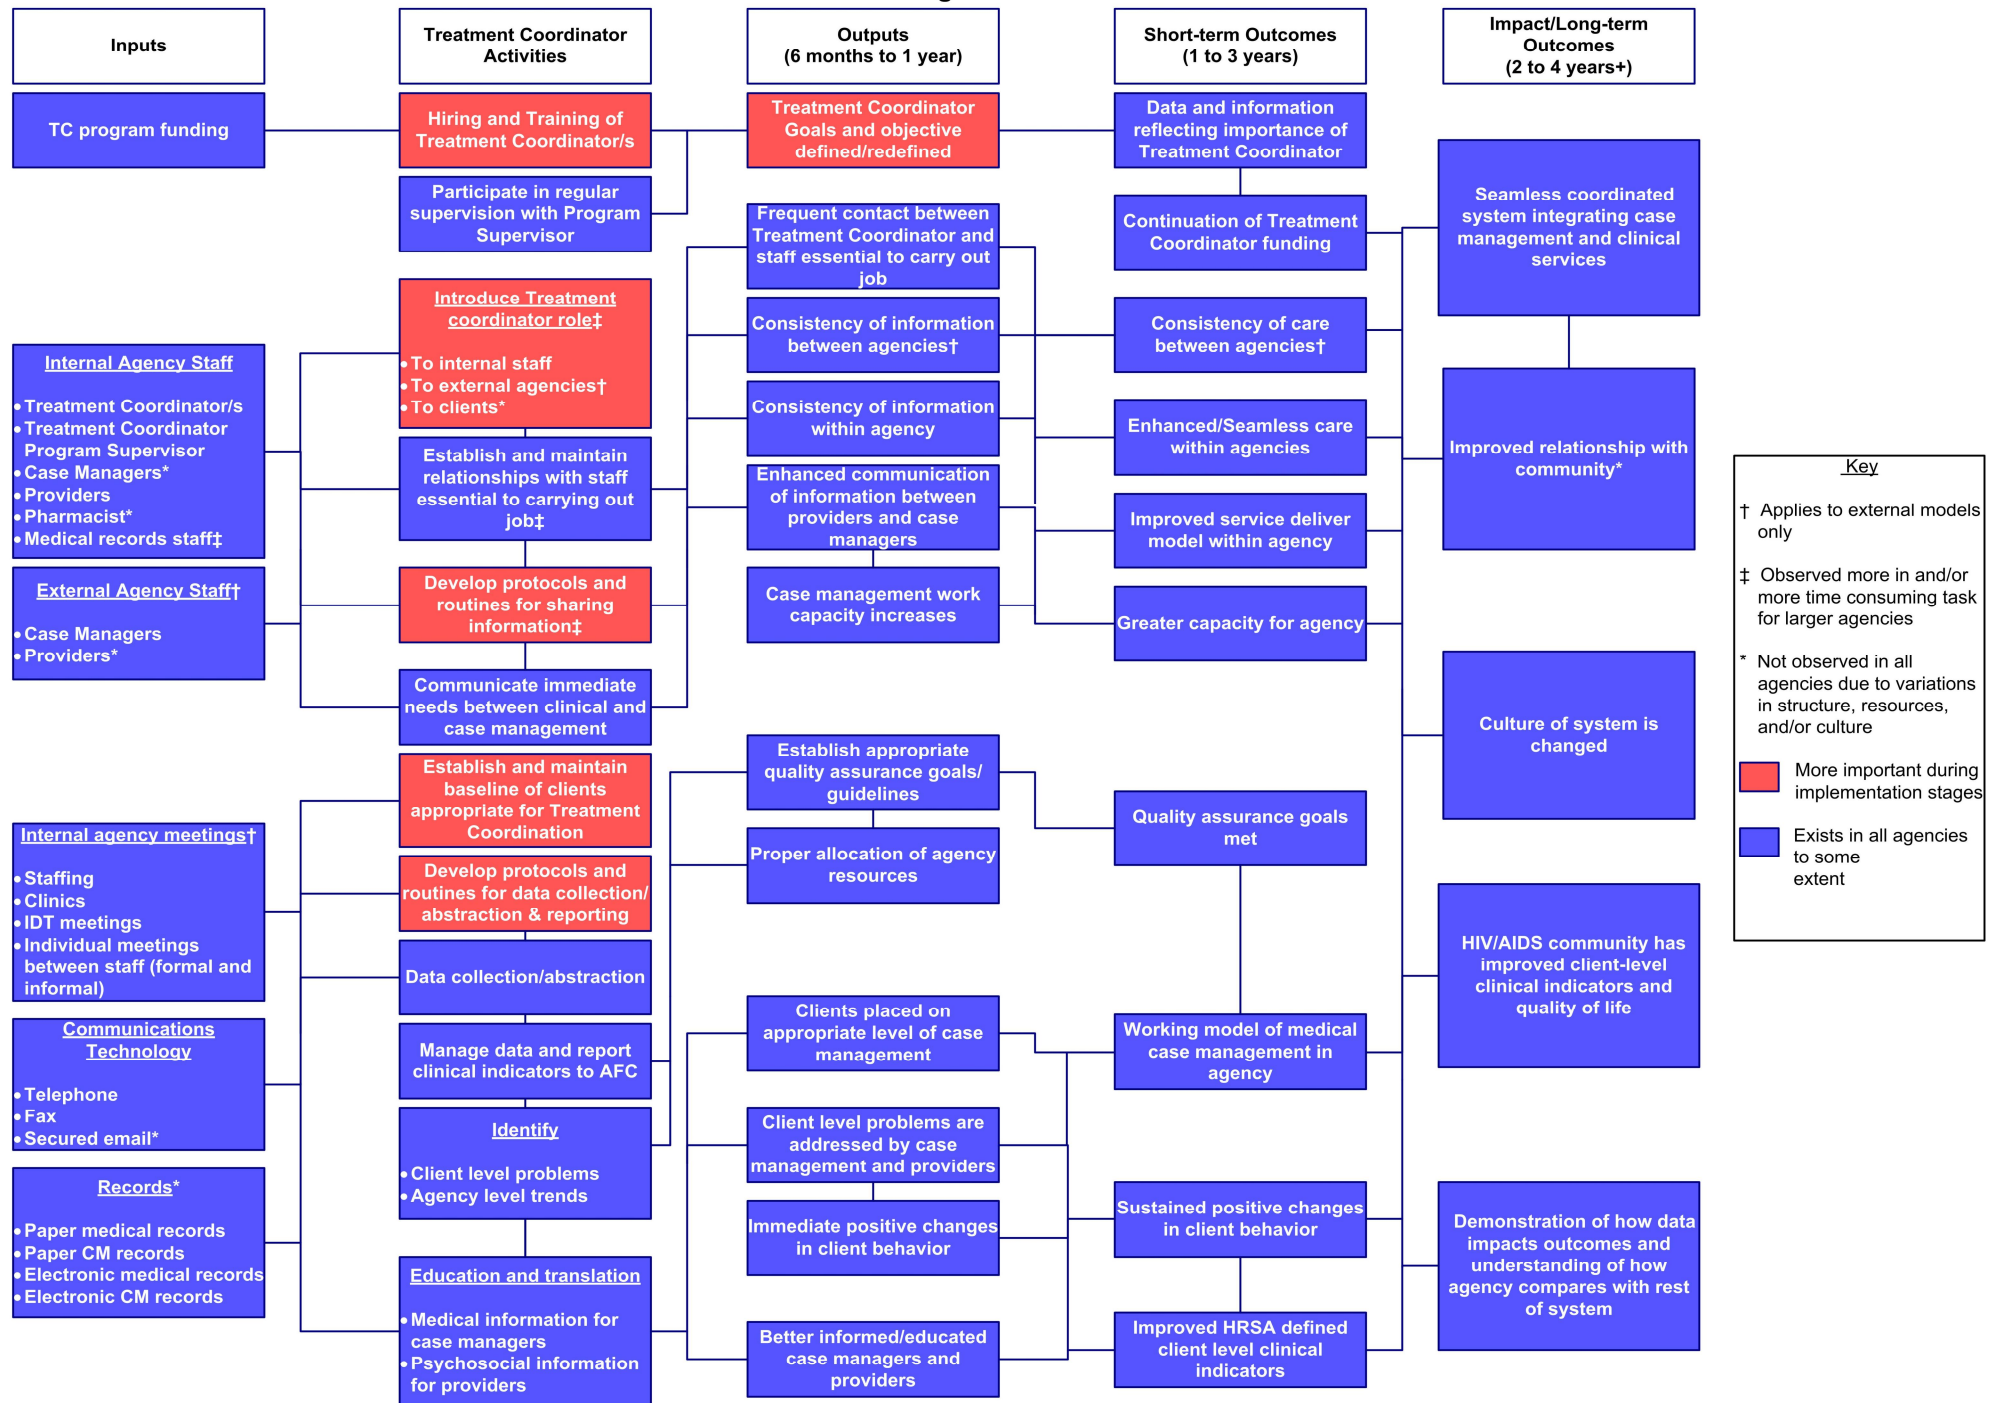 Inputs
TC program funding
Internal Agency Staff
•Treatment Coordinator/s
•Treatment Coordinator
Program Supervisor
•Case Managers*
•Providers
•Pharmacist*
•Medical records staff‡
External Agency Staff†
•Case Managers
•Providers*
Internal agency meetings†
•Staffing
•Clinics
•IDT meetings
•Individual meetings
between staff (formal and
informal)
Communications
Technology
•Telephone
•Fax
•Secured email*
Records*
•Paper medical records
•Paper CM records
•Electronic medical records
•Electronic CM records
Treatment Coordinator
Activities
Hiring and Training of
Treatment Coordinator/s
Participate in regular
supervision with Program
Supervisor
Introduce Treatment
coordinator role‡
•To internal staff
•To external agencies†
•To clients*
Establish and maintain
relationships with staff
essential to carrying out
job‡
Develop protocols and
routines for sharing
information‡
Communicate immediate
needs between clinical and
case management
Establish and maintain
baseline of clients
appropriate for Treatment
Coordination
Develop protocols and
routines for data collection/
abstraction & reporting
Data collection/abstraction
Manage data and report
clinical indicators to AFC
Identify
•Client level problems
•Agency level trends
Education and translation
•Medical information for
case managers
•Psychosocial information
for providers
Outputs
(6 months to 1 year)
Treatment Coordinator
Goals and objective
defined/redefined
Frequent contact between
Treatment Coordinator and
staff essential to carry out
job
Consistency of information
between agencies†
Consistency of information
within agency
Enhanced communication
of information between
providers and case
managers
Case management work
capacity increases
Establish appropriate
quality assurance goals/
guidelines
Proper allocation of agency
resources
Clients placed on
appropriate level of case
management
Client level problems are
addressed by case
management and providers
Immediate positive changes
in client behavior
Better informed/educated
case managers and
providers
Short-term Outcomes
(1 to 3 years)
Data and information
reflecting importance of
Treatment Coordinator
Continuation of Treatment
Coordinator funding
Consistency of care
between agencies†
Enhanced/Seamless care
within agencies
Improved service deliver
model within agency
Greater capacity for agency
Quality assurance goals
met
Working model of medical
case management in
agency
Sustained positive changes
in client behavior
Improved HRSA defined
client level clinical
indicators
Impact/Long-term
Outcomes
(2 to 4 years+)
Seamless coordinated
system integrating case
management and clinical
services
Improved relationship with
community*
Culture of system is
changed
HIV/AIDS community has
improved client-level
clinical indicators and
quality of life
Demonstration of how data
impacts outcomes and
understanding of how
agency compares with rest
of system
Key
† Applies to external models
only
‡ Observed more in and/or
more time consuming task
for larger agencies
* Not observed in all
agencies due to variations
in structure, resources,
and/or culture
More important during
implementation stages
Exists in all agencies
to some
extent